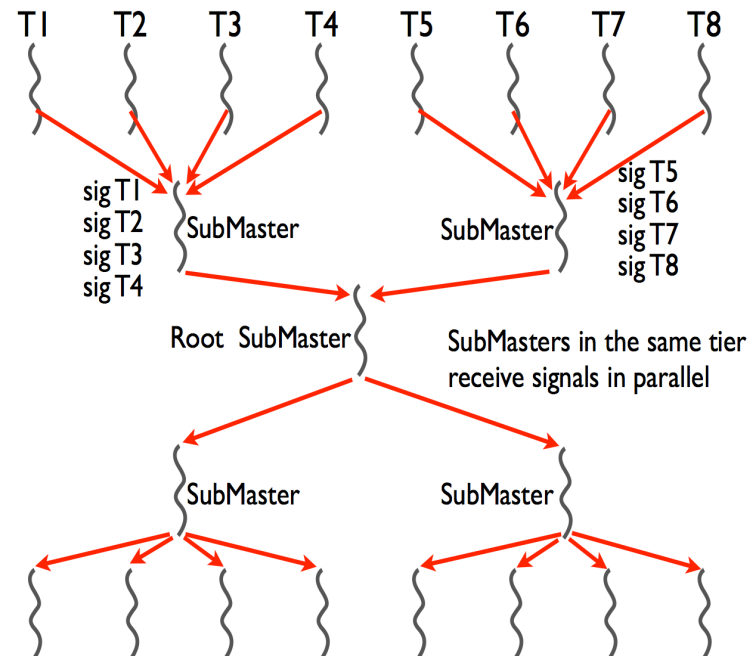 T1 T2 T3 T4 T5 T6 T7 T8
sig T1
sig T2
sig T3
sig T4
SubMaster
SubMaster
sig T5
sig T6
sig T7
sig T8
Root SubMaster
SubMasters in the same tier
receive signals in parallel
SubMaster
SubMaster